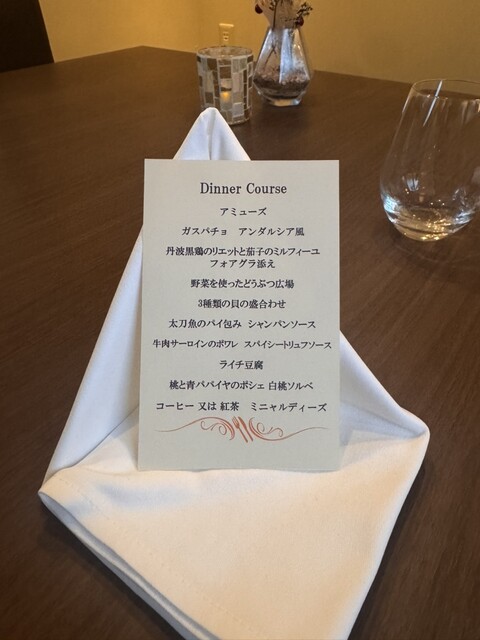 Dinner Course
アミューズ
ガスパチョ アンダルシア風
丹波黒鶏のリエットと茄子のミルフィーユ
フォアグラ添え
野菜を使ったどうぶつ広場
3種類の貝の盛合わせ
太刀魚のパイ包み シャンパンソース
牛肉サーロインのポワレ スパイシートリュフソース
ライチ豆腐
桃と青パパイヤのポシェ 白桃ソルベ
コーヒー 又は 紅茶 ミニャルディーズ